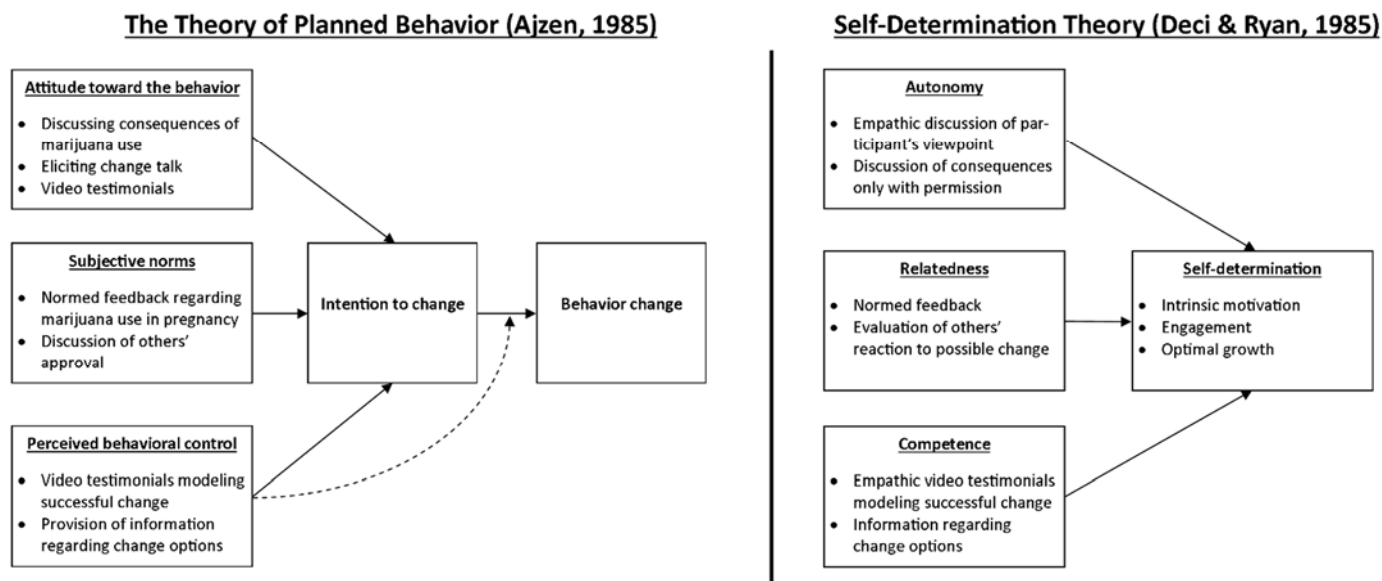 The Theory of Planned Behavior (Ajzen, 1985)
Attitude toward the behavior
• Discussing consequences of
marijuana use
• Eliciting change talk
• Video testimonials
Subjective norms
• Normed feedback regarding
marijuana use in pregnancy
• Discussion of others'
approval
Perceived behavioral control
• Video testimonials modeling
successful change
• Provision of information
regarding change options
Intention to change
Behavior change
Self-Determination Theory (Deci & Ryan, 1985)
Autonomy
• Empathic discussion of par-
ticipant's viewpoint
• Discussion of consequences
only with permission
Relatedness
• Normed feedback
• Evaluation of others'
reaction to possible change
Competence
• Empathic video testimonials
modeling successful change
• Information regarding
change options
Self-determination
• Intrinsic motivation
• Engagement
• Optimal growth